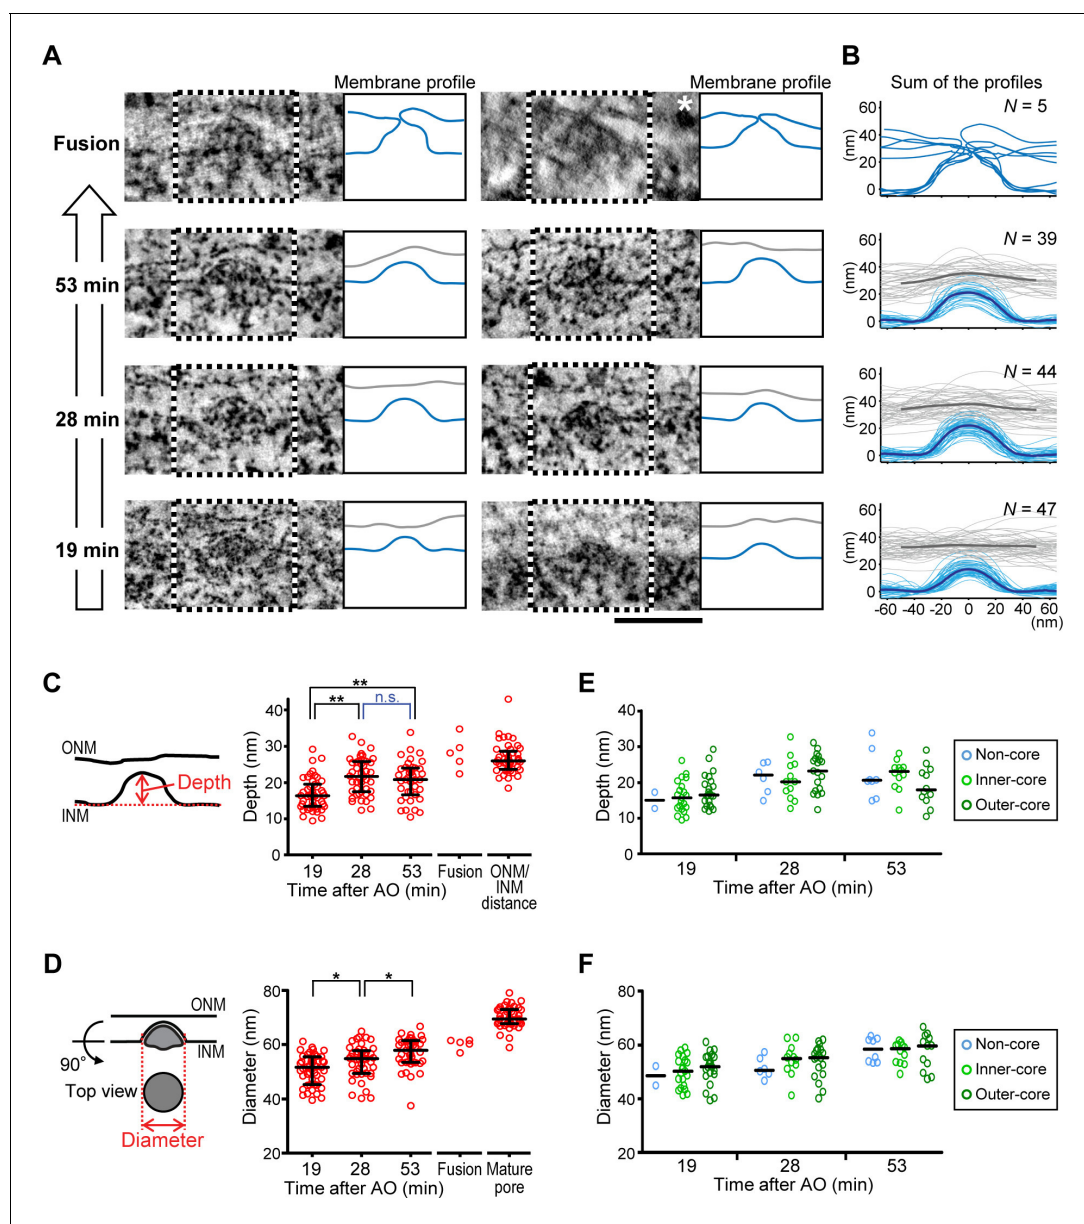 A
B
Membrane profile
Membrane profile
Sum of the profiles
Fusion
*
N = 5
60
40
20
0
(nm)
53 min
N = 39
60
40
20
0
(nm)
28 min
N = 44
60
40
20
0
(nm)
19 min
N = 47
60
40
20
0
(nm)
-60 -40 -20 0 20 40 60
(nm)
C
ONM
Depth
INM
**
** n.s.
40
30
20
10
0
Depth (nm)
19 28 53 Fusion ONM/
INM
distance
Time after AO (min)
E
40
30
20
10
0
Depth (nm)
19 28 53
Time after AO (min)
Non-core
Inner-core
Outer-core
D
ONM
INM
90°
Top view
Diameter
* *
80
60
40
20
Diameter (nm)
19 28 53 Fusion Mature
pore
Time after AO (min)
F
80
60
40
20
Diameter (nm)
19 28 53
Time after AO (min)
Non-core
Inner-core
Outer-core